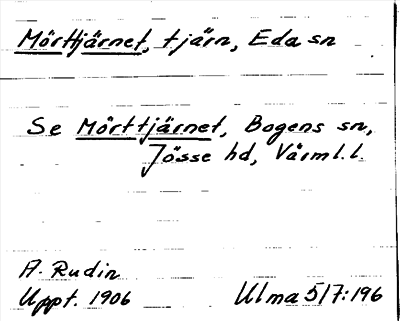 Mörttjärnet, tjärn, Eda sn
Se Mörttjärnet, Bogens sn,
Jösse hd, Värml. l.
A. Rudin
Uppt. 1906
Ulma 517:196